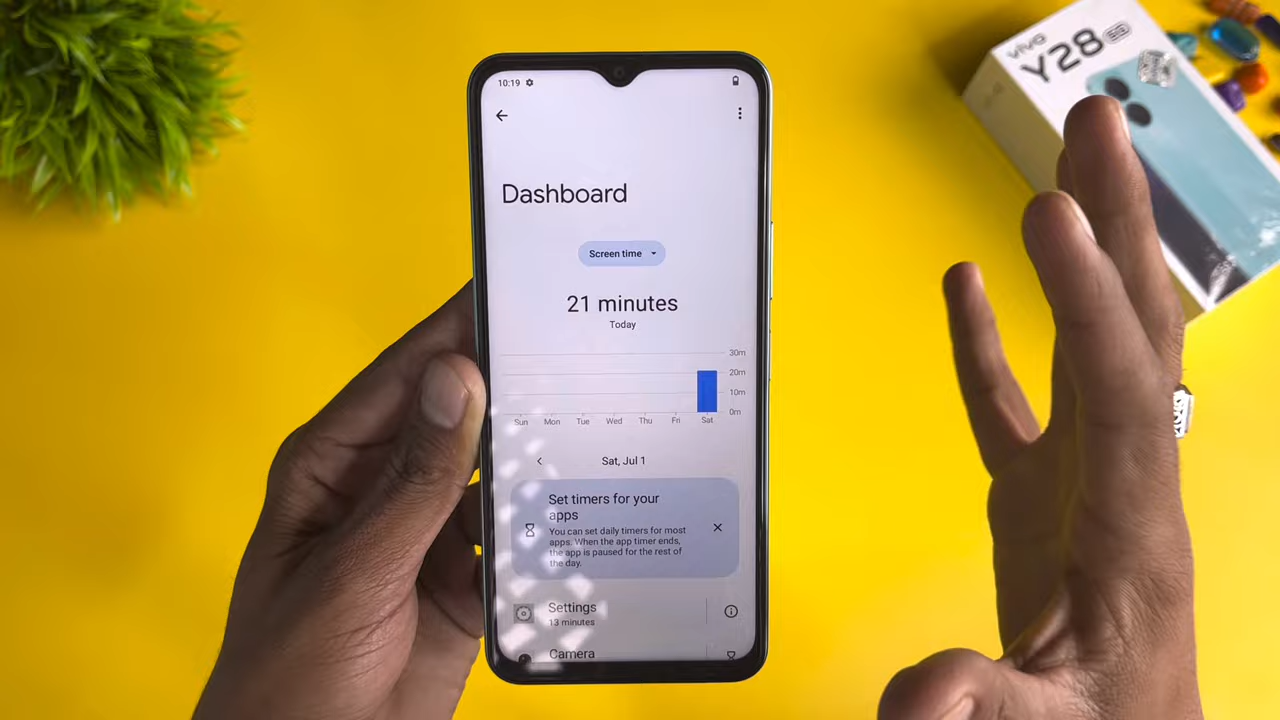 10:19
Dashboard
Screen time
21 minutes
Today
30m
20m
10m
0m
Sun Mon Tue Wed Thu Fri Sat
Sat, Jul 1
Set timers for your
apps
You can set daily timers for most
apps. When the app timer ends,
the app is paused for the rest of
the day.
Settings
13 minutes
Camera
vivo
Y28 5G